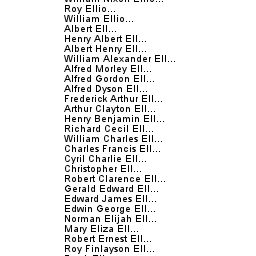 Roy Ellio...
William Ellio...
Albert Ell...
Henry Albert Ell...
Albert Henry Ell...
William Alexander Ell...
Alfred Morley Ell...
Alfred Gordon Ell...
Alfred Dyson Ell...
Frederick Arthur Ell...
Arthur Clayton Ell...
Henry Benjamin Ell...
Richard Cecil Ell...
William Charles Ell...
Charles Francis Ell...
Cyril Charlie Ell...
Christopher Ell...
Robert Clarence Ell...
Gerald Edward Ell...
Edward James Ell...
Edwin George Ell...
Norman Elijah Ell...
Mary Eliza Ell...
Robert Ernest Ell...
Roy Finlayson Ell...